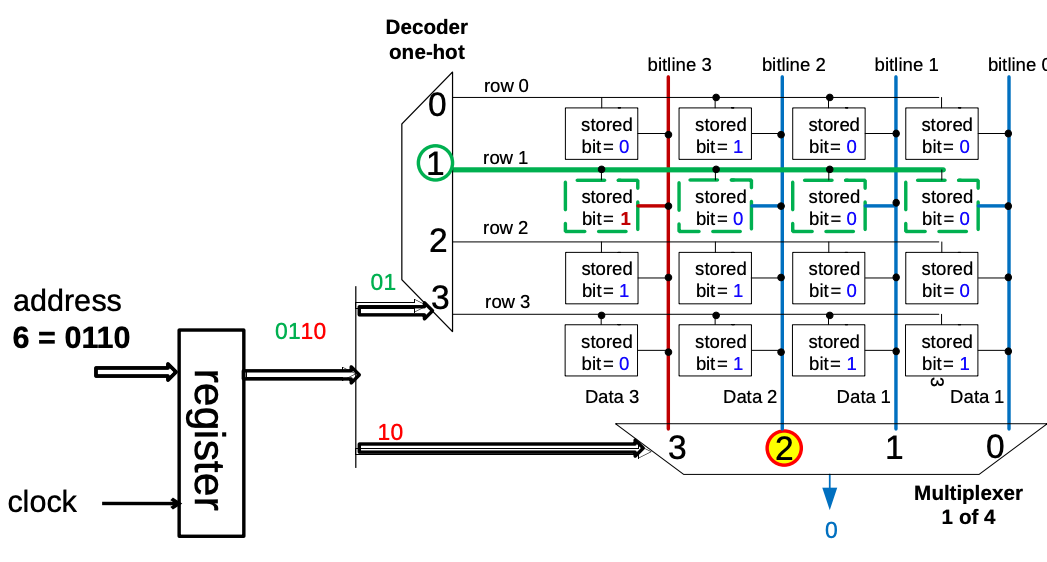 Decoder
one-hot
bitline 3
bitline 2
bitline 1
bitline 0
0
row 0
stored
bit= 0
stored
bit= 1
stored
bit= 0
stored
bit= 0
1
row 1
stored
bit= 1
stored
bit= 0
stored
bit= 0
stored
bit= 0
2
row 2
stored
bit= 1
stored
bit= 1
stored
bit= 0
stored
bit= 0
3
row 3
stored
bit= 0
stored
bit= 1
stored
bit= 1
stored
bit= 1
3
address
6 = 0110
01
0110
register
10
clock
Data 3
Data 2
Data 1
Data 1
3
2
1
0
Multiplexer
1 of 4
0